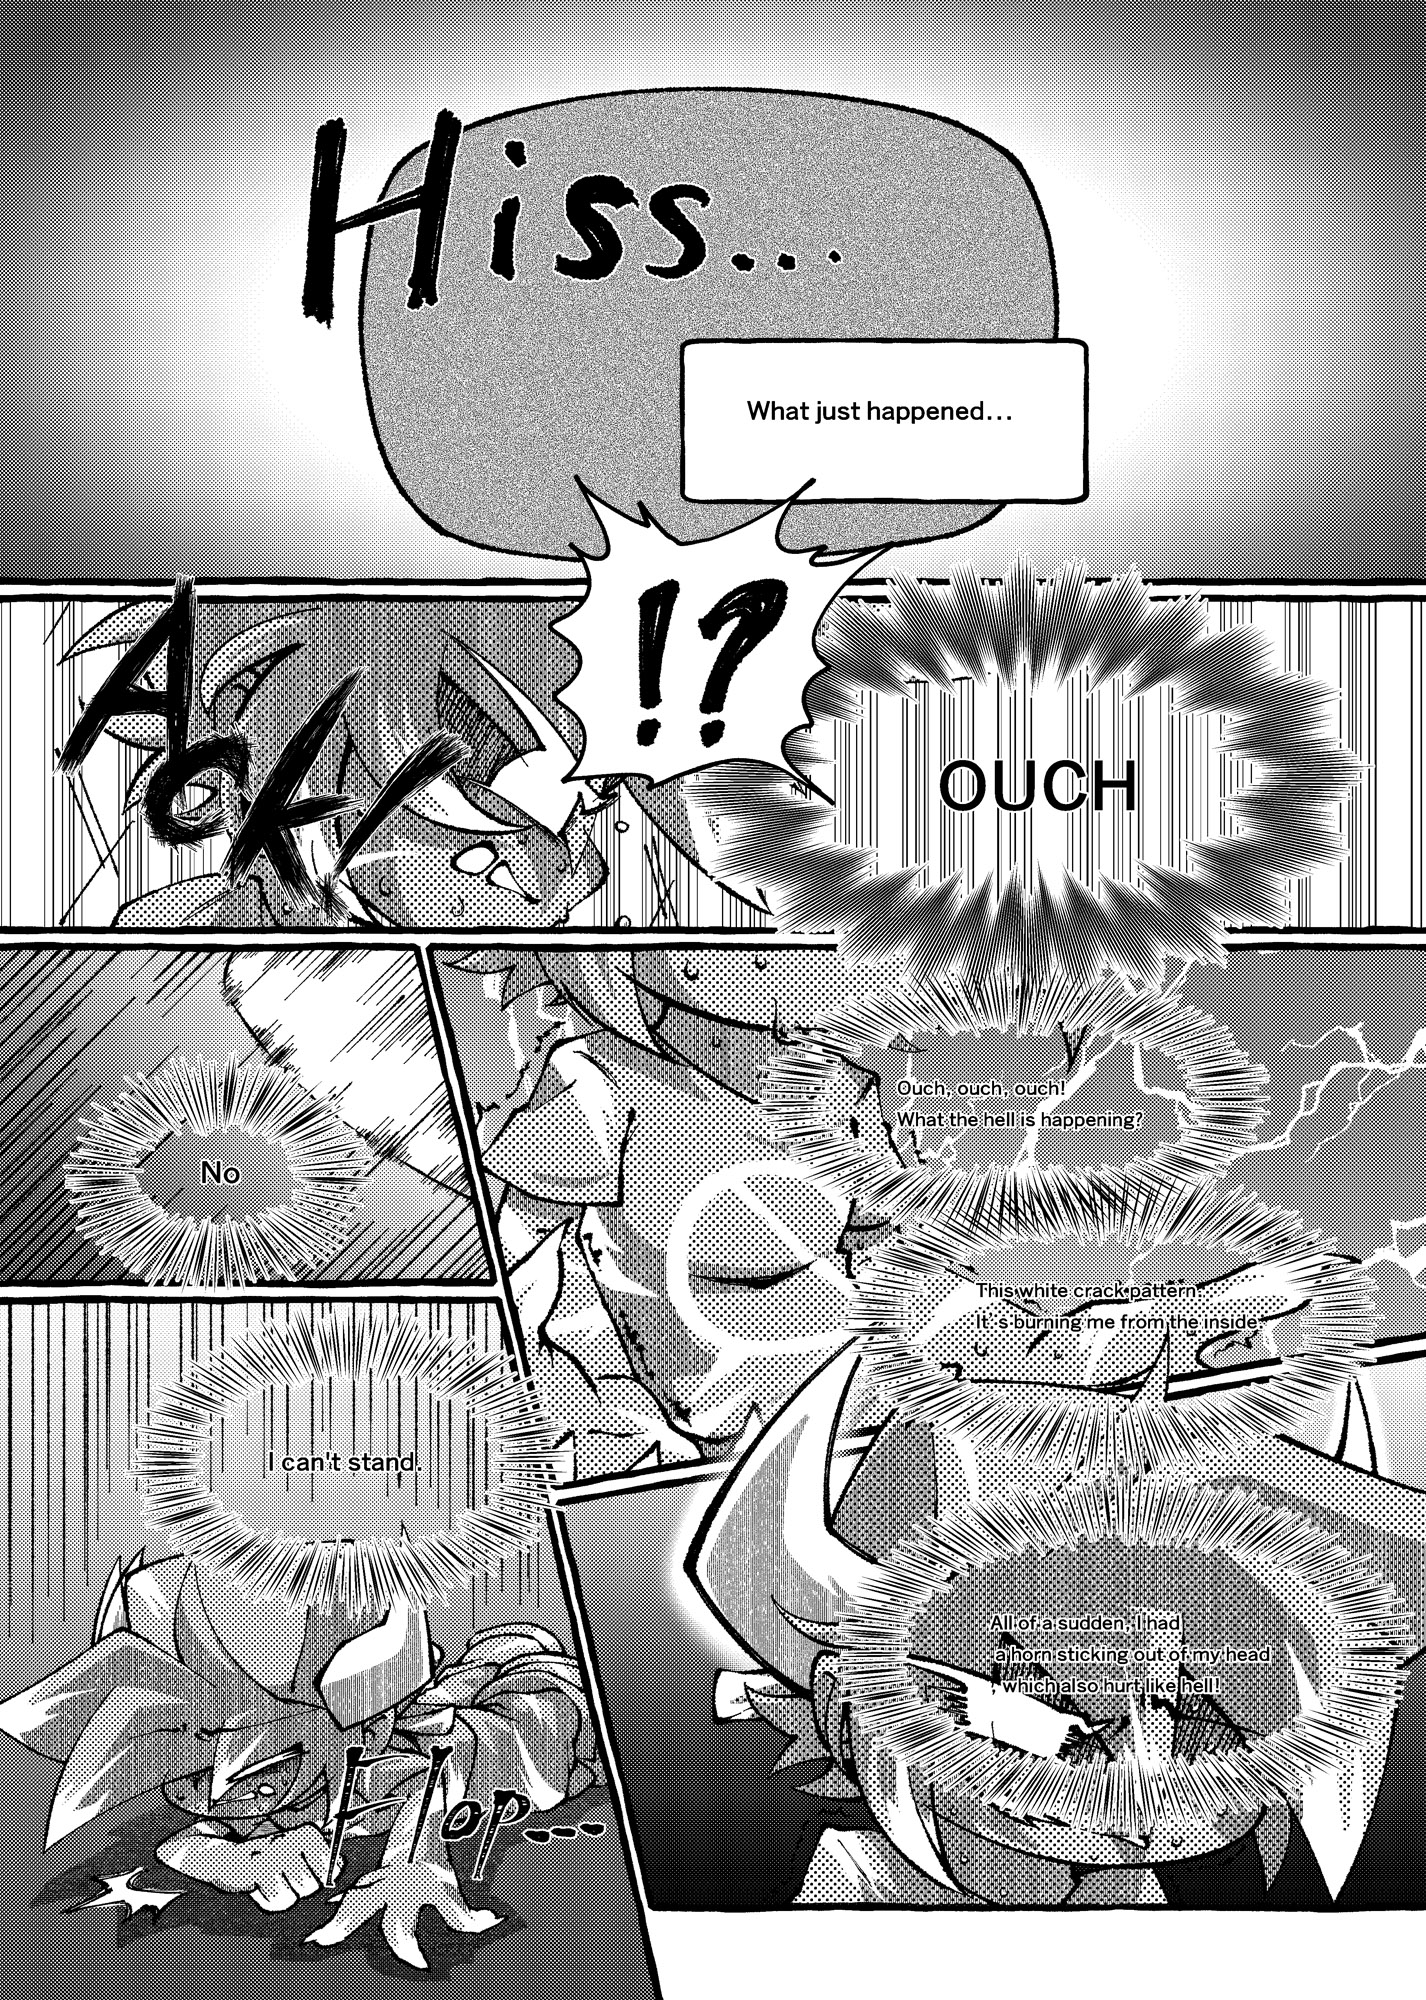 Hiss...
What just happened...
!?
AcK!
OUCH
Ouch, ouch, ouch!
What the hell is happening?
This white crack pattern.
It's burning me from the inside.
No
All of a sudden, I had
a horn sticking out of my head
, which also hurt like hell!
I can't stand.
Flop...